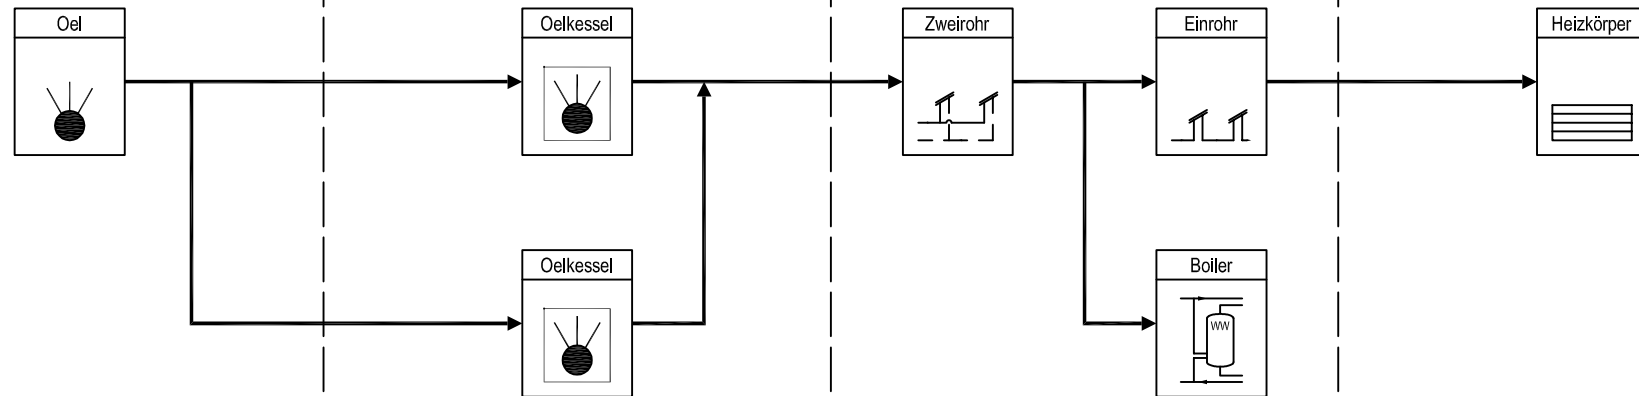 Oel
Oelkessel
Zweirohr
Einrohr
Heizkörper
Oelkessel
Boiler
WW